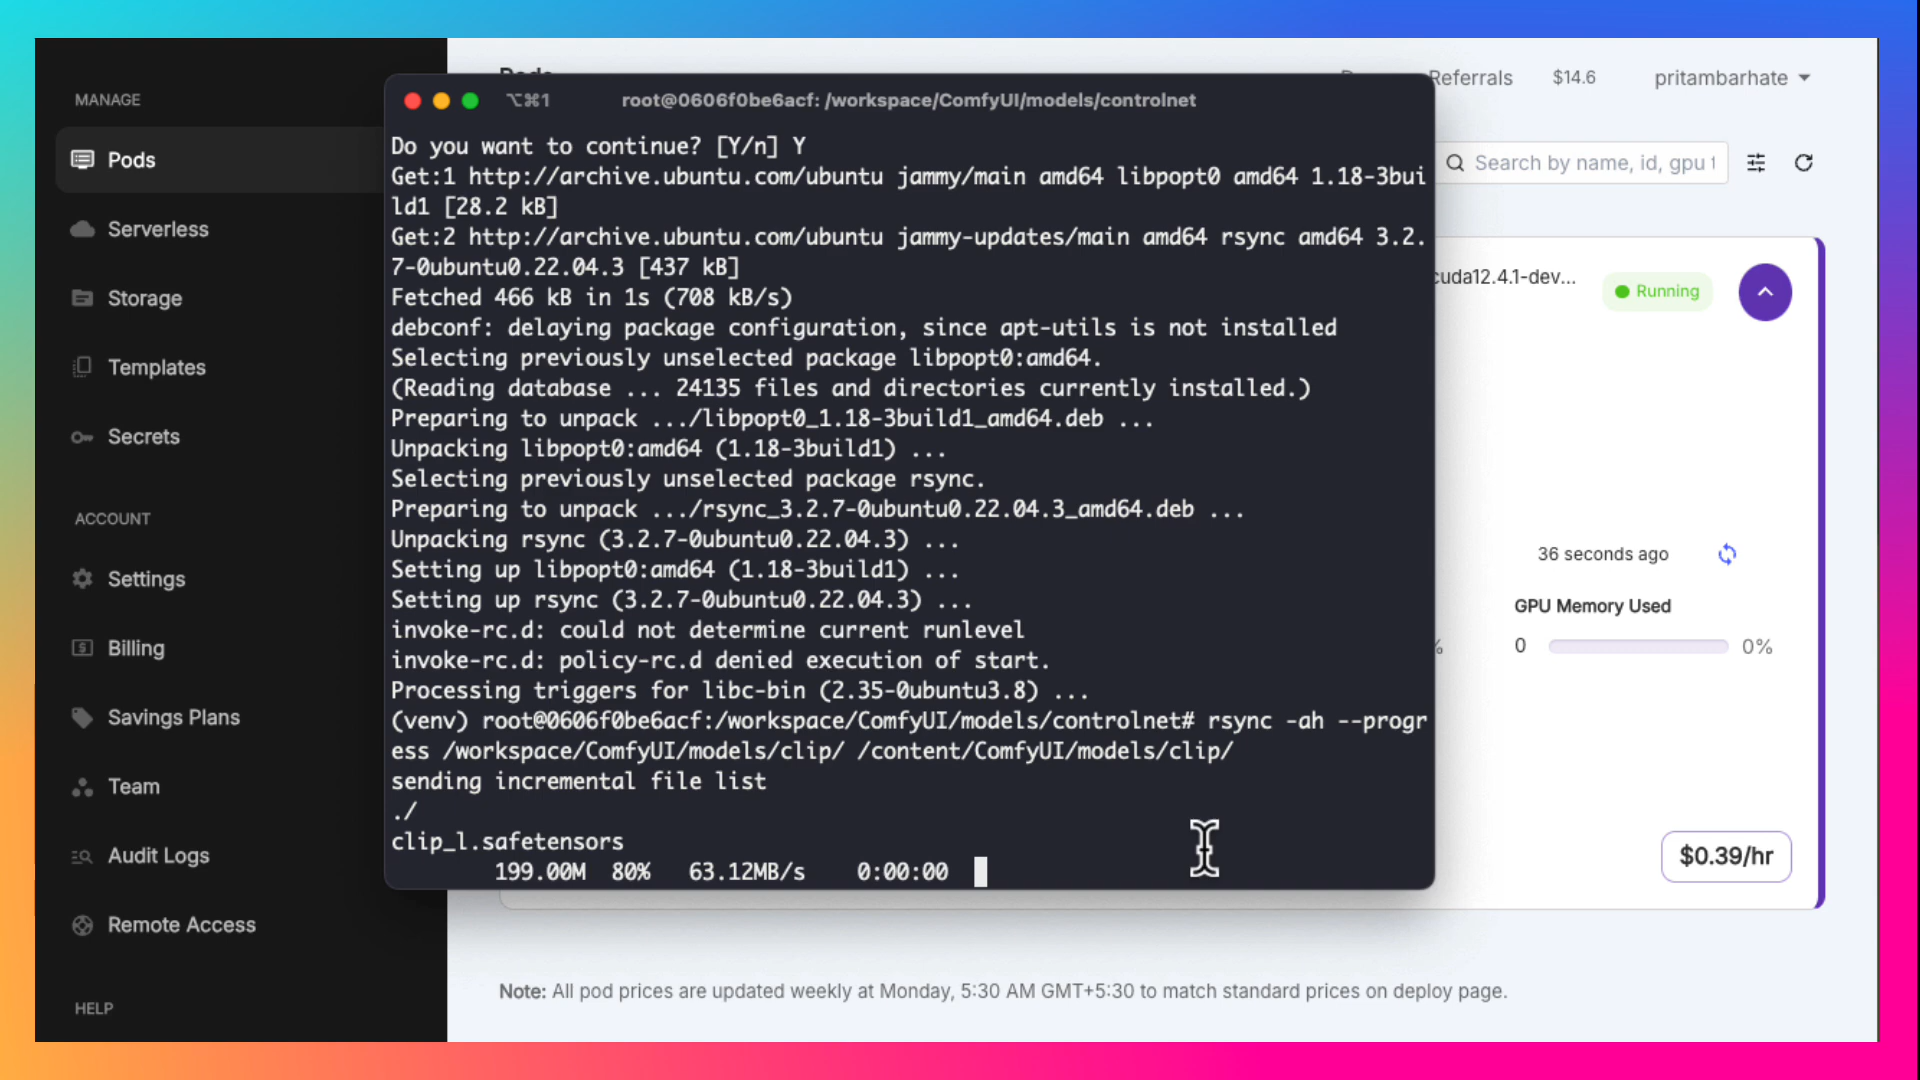 MANAGE
Pods
Serverless
Storage
Templates
Secrets
ACCOUNT
Settings
Billing
Team
Savings Plans
Audit Logs
Remote Access
HELP
Pods
Referrals
$14.6
pritambarhate
Search by name, id, gpu t
⌥⌘1
root@0606f0be6acf: /workspace/ComfyUI/models/controlnet
Do you want to continue? [Y/n] Y
Get:1 http://archive.ubuntu.com/ubuntu jammy/main amd64 libpopt0 amd64 1.18-3bui
ld1 [28.2 kB]
Get:2 http://archive.ubuntu.com/ubuntu jammy-updates/main amd64 rsync amd64 3.2.
7-0ubuntu0.22.04.3 [437 kB]
Fetched 466 kB in 1s (708 kB/s)
debconf: delaying package configuration, since apt-utils is not installed
Selecting previously unselected package libpopt0:amd64.
(Reading database ... 24135 files and directories currently installed.)
Preparing to unpack .../libpopt0_1.18-3build1_amd64.deb ...
Unpacking libpopt0:amd64 (1.18-3build1) ...
Selecting previously unselected package rsync.
Preparing to unpack .../rsync_3.2.7-0ubuntu0.22.04.3_amd64.deb ...
Unpacking rsync (3.2.7-0ubuntu0.22.04.3) ...
Setting up libpopt0:amd64 (1.18-3build1) ...
Setting up rsync (3.2.7-0ubuntu0.22.04.3) ...
invoke-rc.d: could not determine current runlevel
invoke-rc.d: policy-rc.d denied execution of start.
Processing triggers for libc-bin (2.35-0ubuntu3.8) ...
(venv) root@0606f0be6acf:/workspace/ComfyUI/models/controlnet# rsync -ah --progr
ess /workspace/ComfyUI/models/clip/ /content/ComfyUI/models/clip/
sending incremental file list
./
clip_l.safetensors
199.00M 80% 63.12MB/s 0:00:00
cuda12.4.1-dev...
Running
36 seconds ago
GPU Memory Used
%
0
0%
$0.39/hr
Note: All pod prices are updated weekly at Monday, 5:30 AM GMT+5:30 to match standard prices on deploy page.